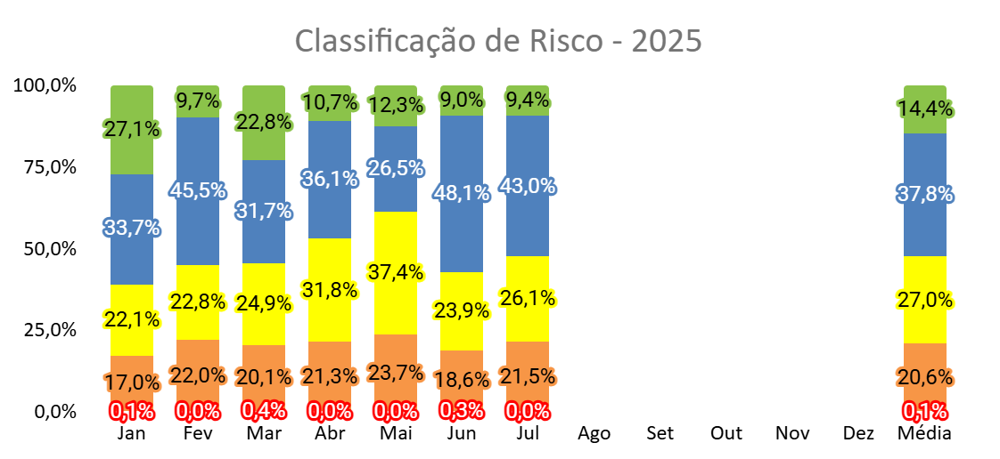 Classificação de Risco - 2025
100,0%
75,0%
50,0%
25,0%
0,0%
27,1% 9,7% 22,8% 10,7% 12,3% 9,0% 9,4% 14,4%
33,7% 45,5% 31,7% 36,1% 26,5% 48,1% 43,0% 37,8%
22,1% 22,8% 24,9% 31,8% 37,4% 23,9% 26,1% 27,0%
17,0% 22,0% 20,1% 21,3% 23,7% 18,6% 21,5% 20,6%
0,1% 0,0% 0,4% 0,0% 0,0% 0,3% 0,0% 0,1%
Jan Fev Mar Abr Mai Jun Jul Ago Set Out Nov Dez Média